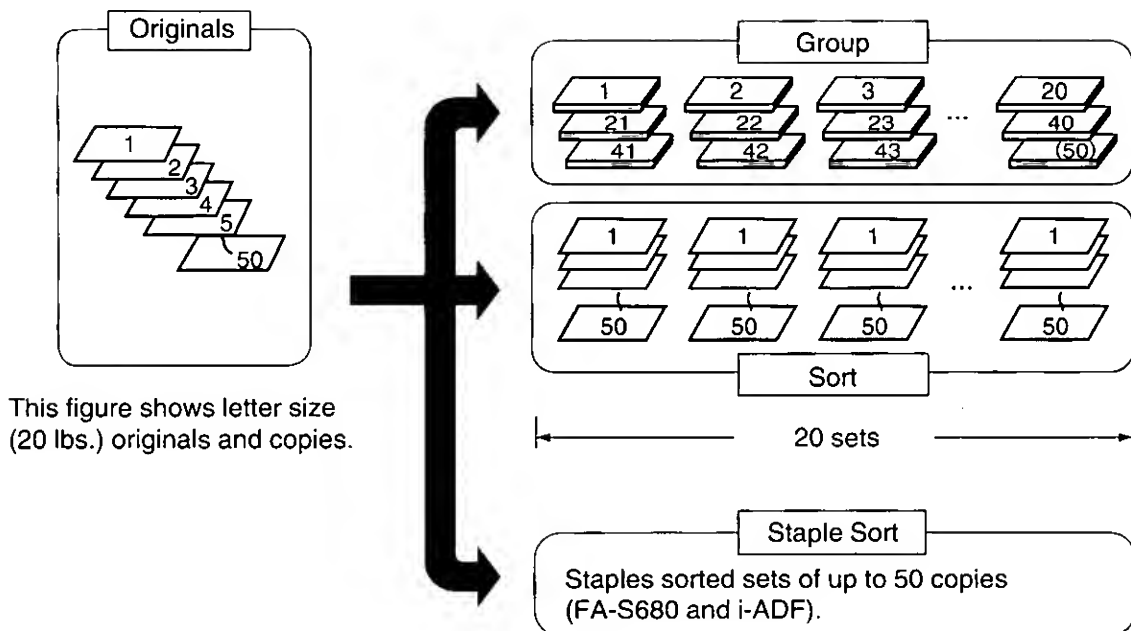 Originals
1
2
3
4
5
50
This figure shows letter size
(20 lbs.) originals and copies.
Group
1 2 3 ... 20
21 22 23 40
41 42 43 (50)
1 1 1 ... 1
50 50 50 50
Sort
20 sets
Staple Sort
Staples sorted sets of up to 50 copies
(FA-S680 and i-ADF).